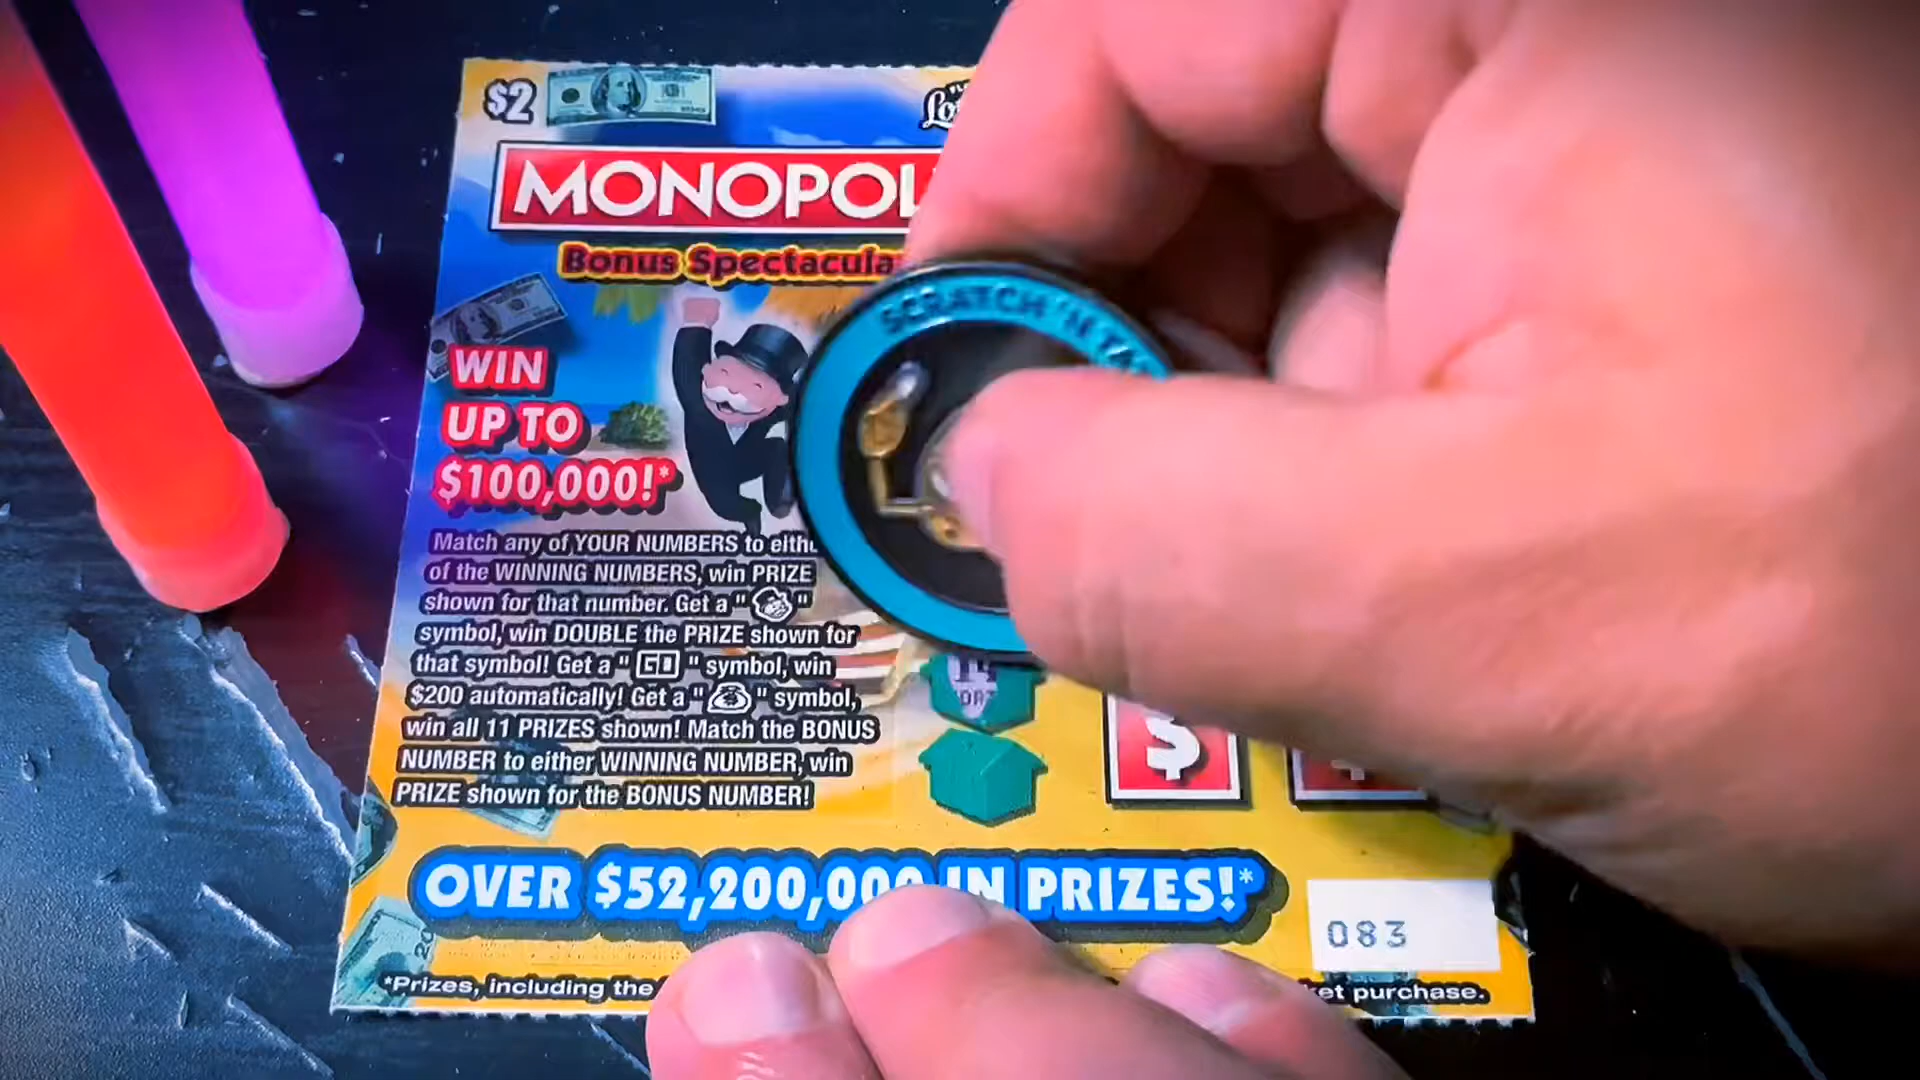 $2
MONOPOL
Bonus Spectacula
SCRATCH 'N
WIN
UP TO
$100,000!*
Match any of YOUR NUMBERS to eithe
of the WINNING NUMBERS, win PRIZE
shown for that number. Get a " "
symbol, win DOUBLE the PRIZE shown for
that symbol! Get a " GO " symbol, win
$200 automatically! Get a " " symbol,
win all 11 PRIZES shown! Match the BONUS
NUMBER to either WINNING NUMBER, win
PRIZE shown for the BONUS NUMBER!
14
$
OVER $52,200,000 IN PRIZES!*
083
*Prizes, including the
ket purchase.